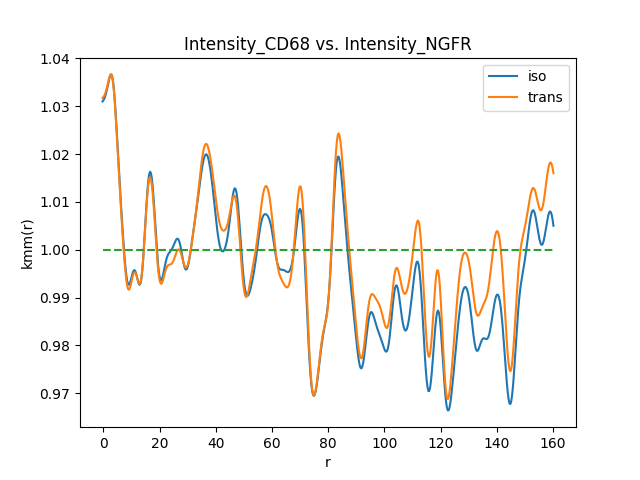 Intensity_CD68 vs. Intensity_NGFR
iso
trans
1.04
1.03
1.02
1.01
1.00
0.99
0.98
0.97
kmm(r)
0 20 40 60 80 100 120 140 160
r